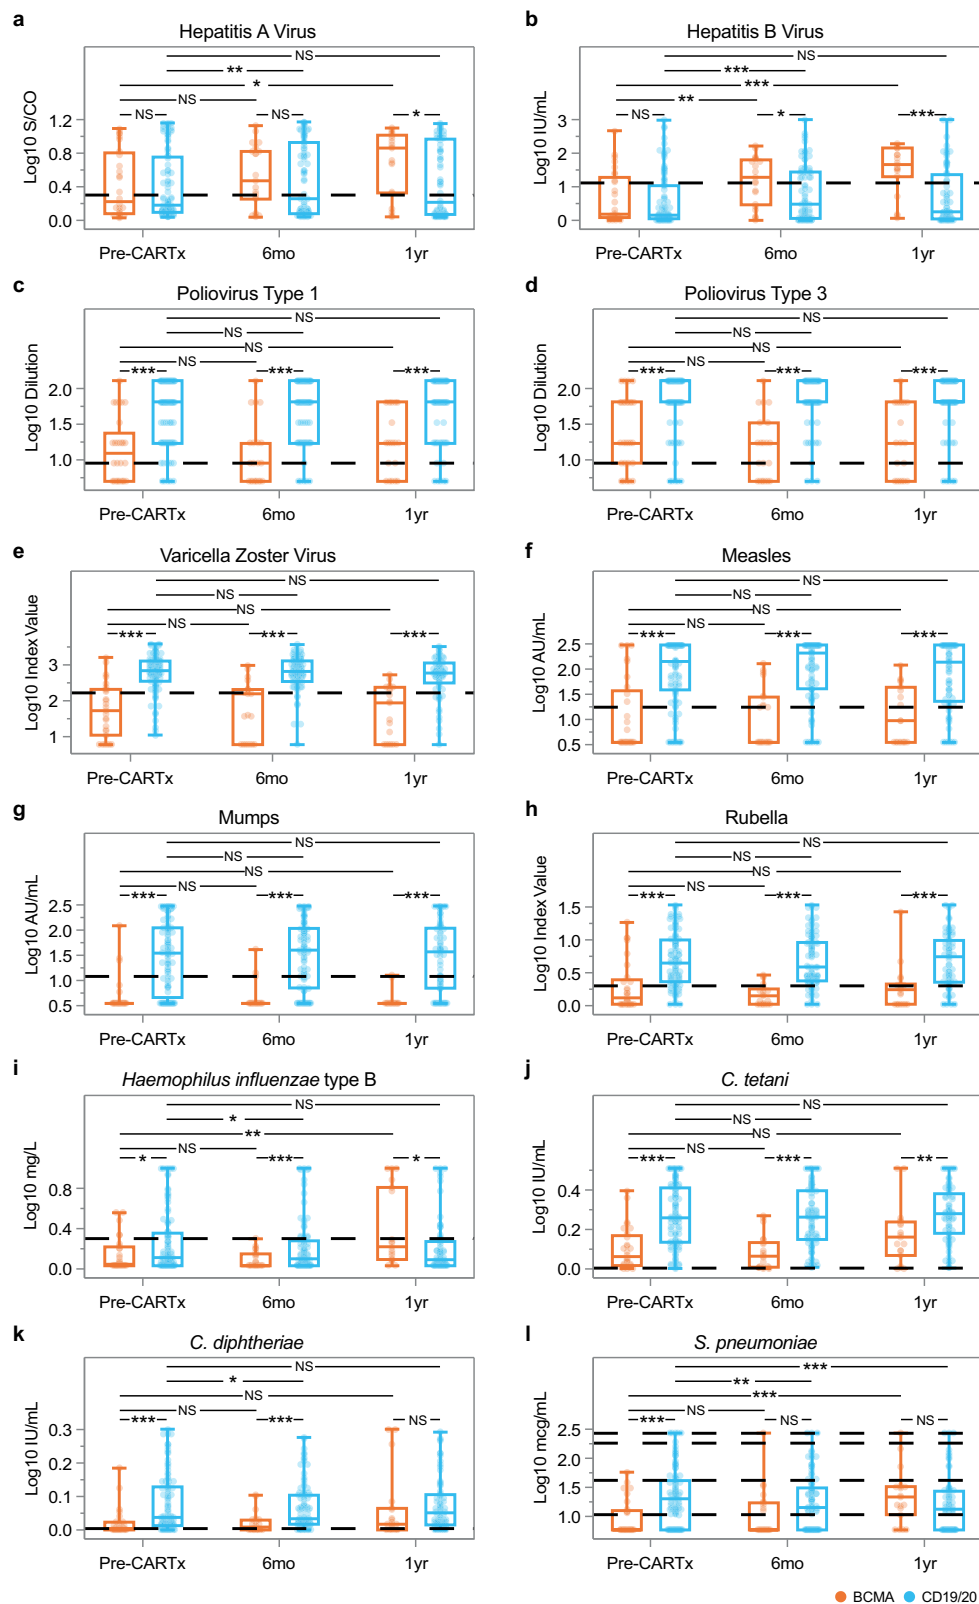 a
Hepatitis A Virus
NS
**
*
NS
NS
NS
*
Log10 S/CO
1.2
0.8
0.4
0.0
Pre-CARTx 6mo 1yr
b
Hepatitis B Virus
NS
***
***
**
NS
*
***
Log10 IU/mL
3
2
1
0
Pre-CARTx 6mo 1yr
c
Poliovirus Type 1
NS
NS
NS
NS
***
***
***
Log10 Dilution
2.0
1.5
1.0
Pre-CARTx 6mo 1yr
d
Poliovirus Type 3
NS
NS
NS
NS
***
***
***
Log10 Dilution
2.0
1.5
1.0
Pre-CARTx 6mo 1yr
e
Varicella Zoster Virus
NS
NS
NS
NS
***
***
***
Log10 Index Value
3
2
1
Pre-CARTx 6mo 1yr
f
Measles
NS
NS
NS
NS
***
***
***
Log10 AU/mL
2.5
2.0
1.5
1.0
0.5
Pre-CARTx 6mo 1yr
g
Mumps
NS
NS
NS
NS
***
***
***
Log10 AU/mL
2.5
2.0
1.5
1.0
0.5
Pre-CARTx 6mo 1yr
h
Rubella
NS
NS
NS
NS
***
***
***
Log10 Index Value
1.5
1.0
0.5
0.0
Pre-CARTx 6mo 1yr
i
Haemophilus influenzae type B
NS
*
**
NS
*
***
*
Log10 mg/L
0.8
0.4
0.0
Pre-CARTx 6mo 1yr
j
C. tetani
NS
NS
NS
NS
***
***
**
Log10 IU/mL
0.4
0.2
0.0
Pre-CARTx 6mo 1yr
k
C. diphtheriae
NS
*
NS
NS
***
***
NS
Log10 IU/mL
0.3
0.2
0.1
0.0
Pre-CARTx 6mo 1yr
l
S. pneumoniae
***
**
***
NS
***
NS
NS
Log10 mcg/mL
2.5
1.5
1.0
Pre-CARTx 6mo 1yr
BCMA CD19/20